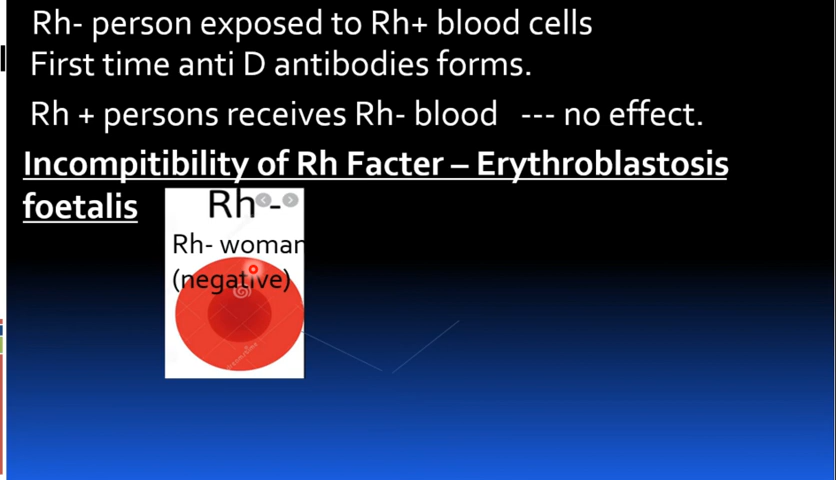 Rh- person exposed to Rh+ blood cells
First time anti D antibodies forms.
Rh + persons receives Rh- blood --- no effect.
Incompitibility of Rh Facter – Erythroblastosis
foetalis
Rh -
Rh- woman
(negative)